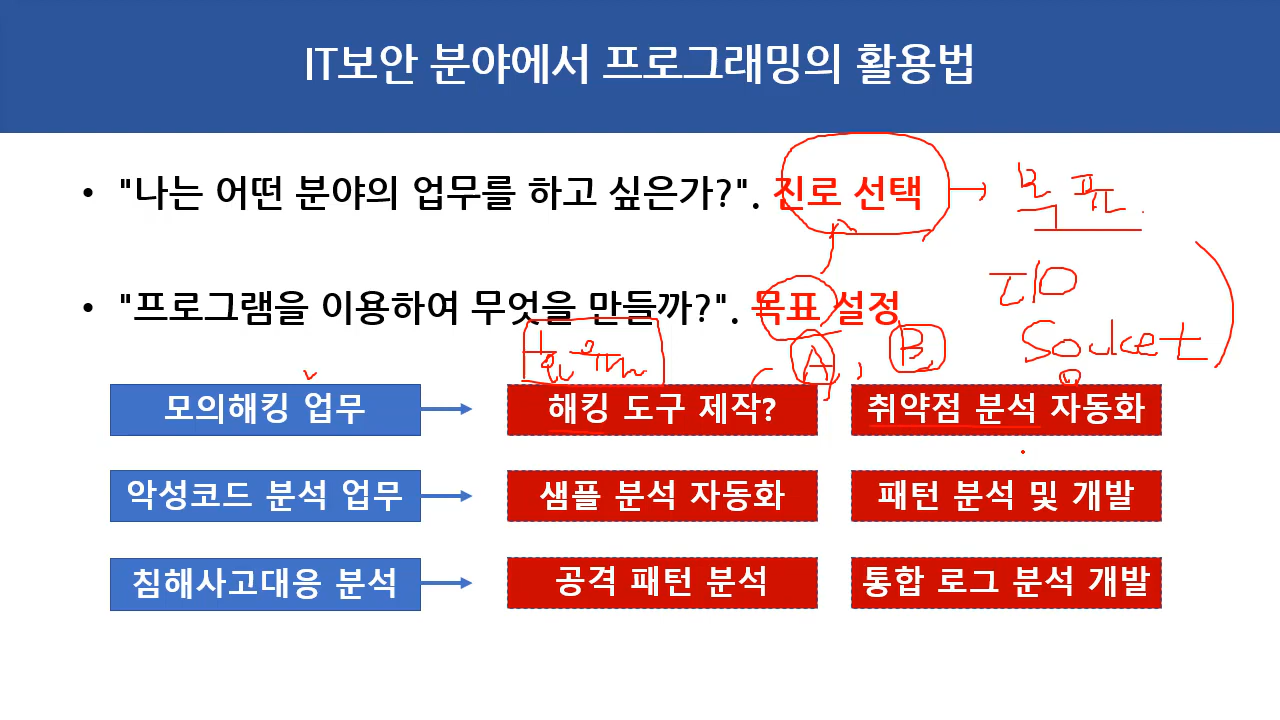 IT보안 분야에서 프로그래밍의 활용법
• "나는 어떤 분야의 업무를 하고 싶은가?". 진로 선택
목표
• "프로그램을 이용하여 무엇을 만들까?". 목표 설정
Socket
A, B
모의해킹 업무
해킹 도구 제작?
취약점 분석 자동화
악성코드 분석 업무
샘플 분석 자동화
패턴 분석 및 개발
침해사고대응 분석
공격 패턴 분석
통합 로그 분석 개발